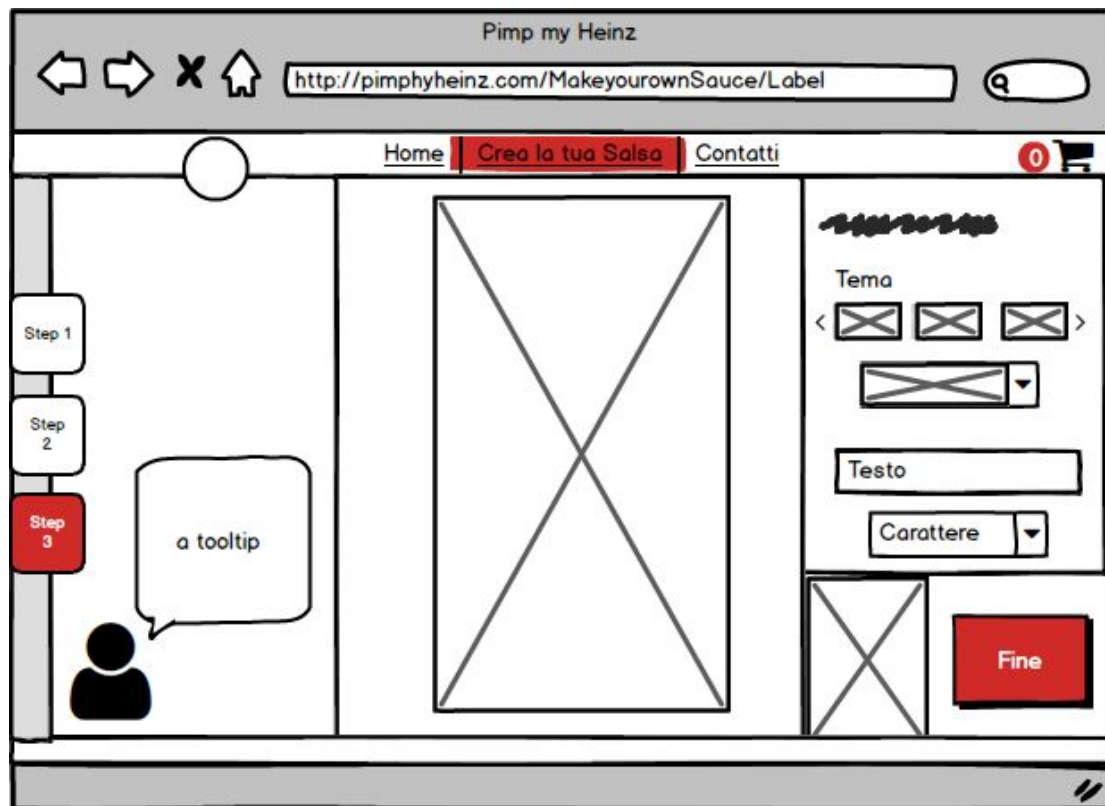 Pimp my Heinz
http://pimphyheinz.com/MakeyourownSauce/Label
Home Crea la tua Salsa Contatti
0
Step 1
Step
2
Step
3
a tooltip
Tema
Testo
Carattere
Fine